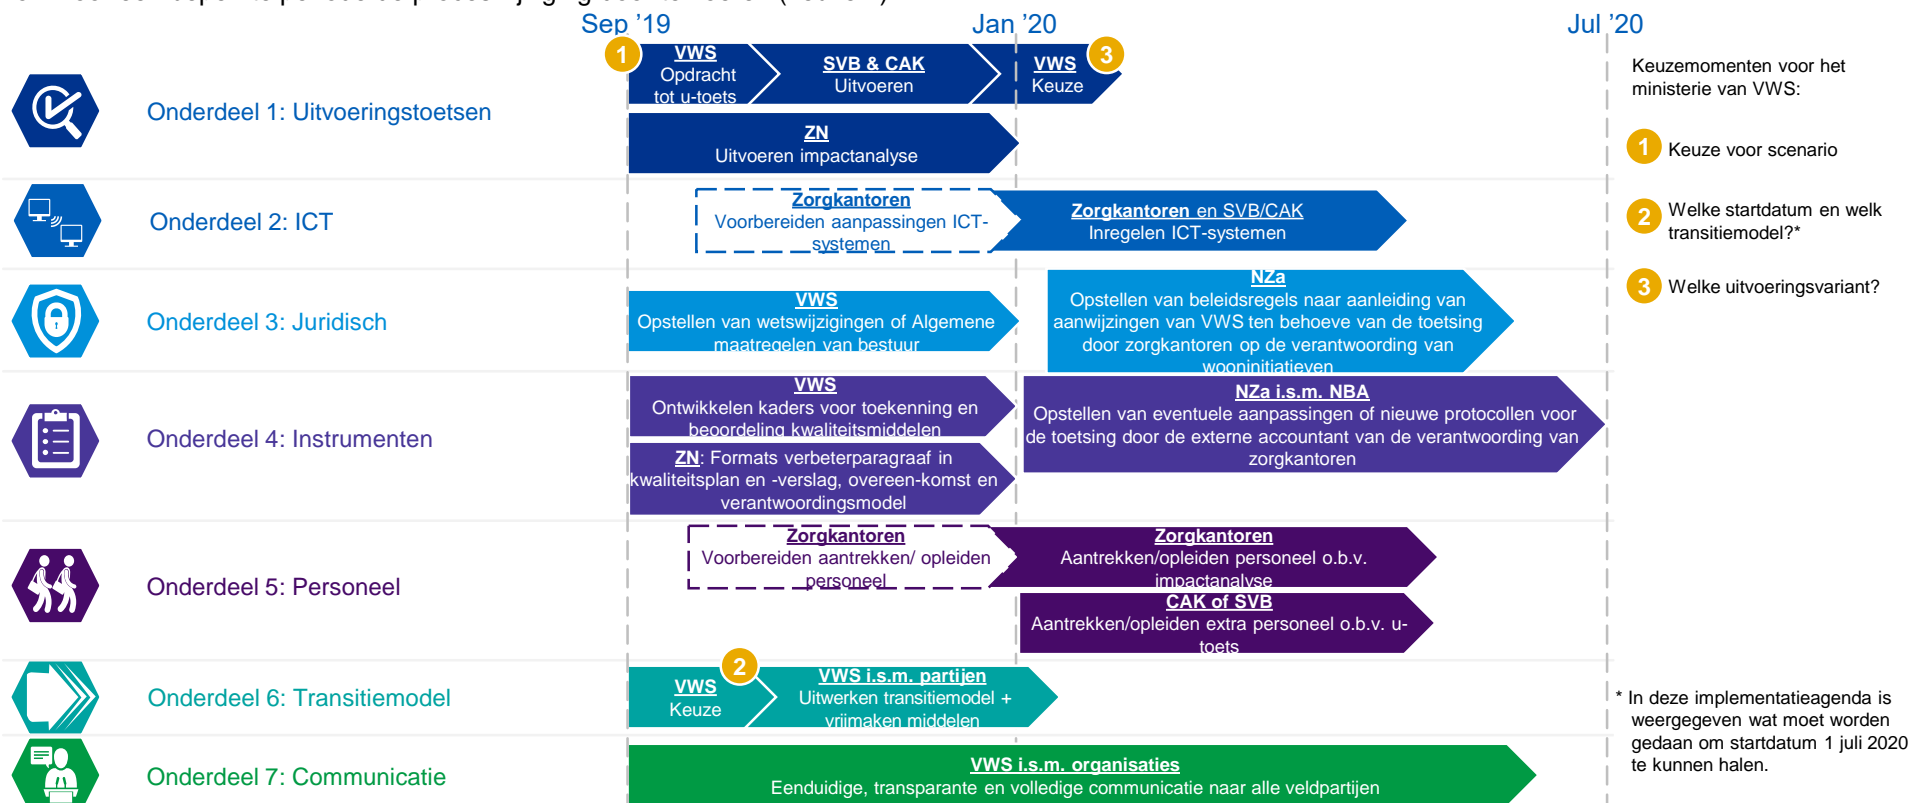 Sep ’19
Jan ’20
Jul ’20
Onderdeel 1: Uitvoeringstoetsen
1
VWS
Opdracht
tot u-toets
SVB & CAK
Uitvoeren
VWS
Keuze
3
ZN
Uitvoeren impactanalyse
Onderdeel 2: ICT
Zorgkantoren
Voorbereiden aanpassingen ICT-
systemen
Zorgkantoren en SVB/CAK
Inregelen ICT-systemen
Onderdeel 3: Juridisch
VWS
Opstellen van wetswijzigingen of Algemene
maatregelen van bestuur
NZa
Opstellen van beleidsregels naar aanleiding van
aanwijzingen van VWS ten behoeve van de toetsing
door zorgkantoren op de verantwoording van
wooninitiatieven
Onderdeel 4: Instrumenten
VWS
Ontwikkelen kaders voor toekenning en
beoordeling kwaliteitsmiddelen
ZN: Formats verbeterparagraaf in
kwaliteitsplan en -verslag, overeen-komst en
verantwoordingsmodel
NZa i.s.m. NBA
Opstellen van eventuele aanpassingen of nieuwe protocollen voor
de toetsing door de externe accountant van de verantwoording van
zorgkantoren
Onderdeel 5: Personeel
Zorgkantoren
Voorbereiden aantrekken/ opleiden
personeel
Zorgkantoren
Aantrekken/opleiden personeel o.b.v.
impactanalyse
CAK of SVB
Aantrekken/opleiden extra personeel o.b.v. u-
toets
Onderdeel 6: Transitiemodel
VWS
Keuze
2
VWS i.s.m. partijen
Uitwerken transitiemodel +
vrijmaken middelen
Onderdeel 7: Communicatie
VWS i.s.m. organisaties
Eenduidige, transparante en volledige communicatie naar alle veldpartijen
Keuzemomenten voor het
ministerie van VWS:
1 Keuze voor scenario
2 Welke startdatum en welk
transitiemodel?*
3 Welke uitvoeringsvariant?
* In deze implementatieagenda is
weergegeven wat moet worden
gedaan om startdatum 1 juli 2020
te kunnen halen.